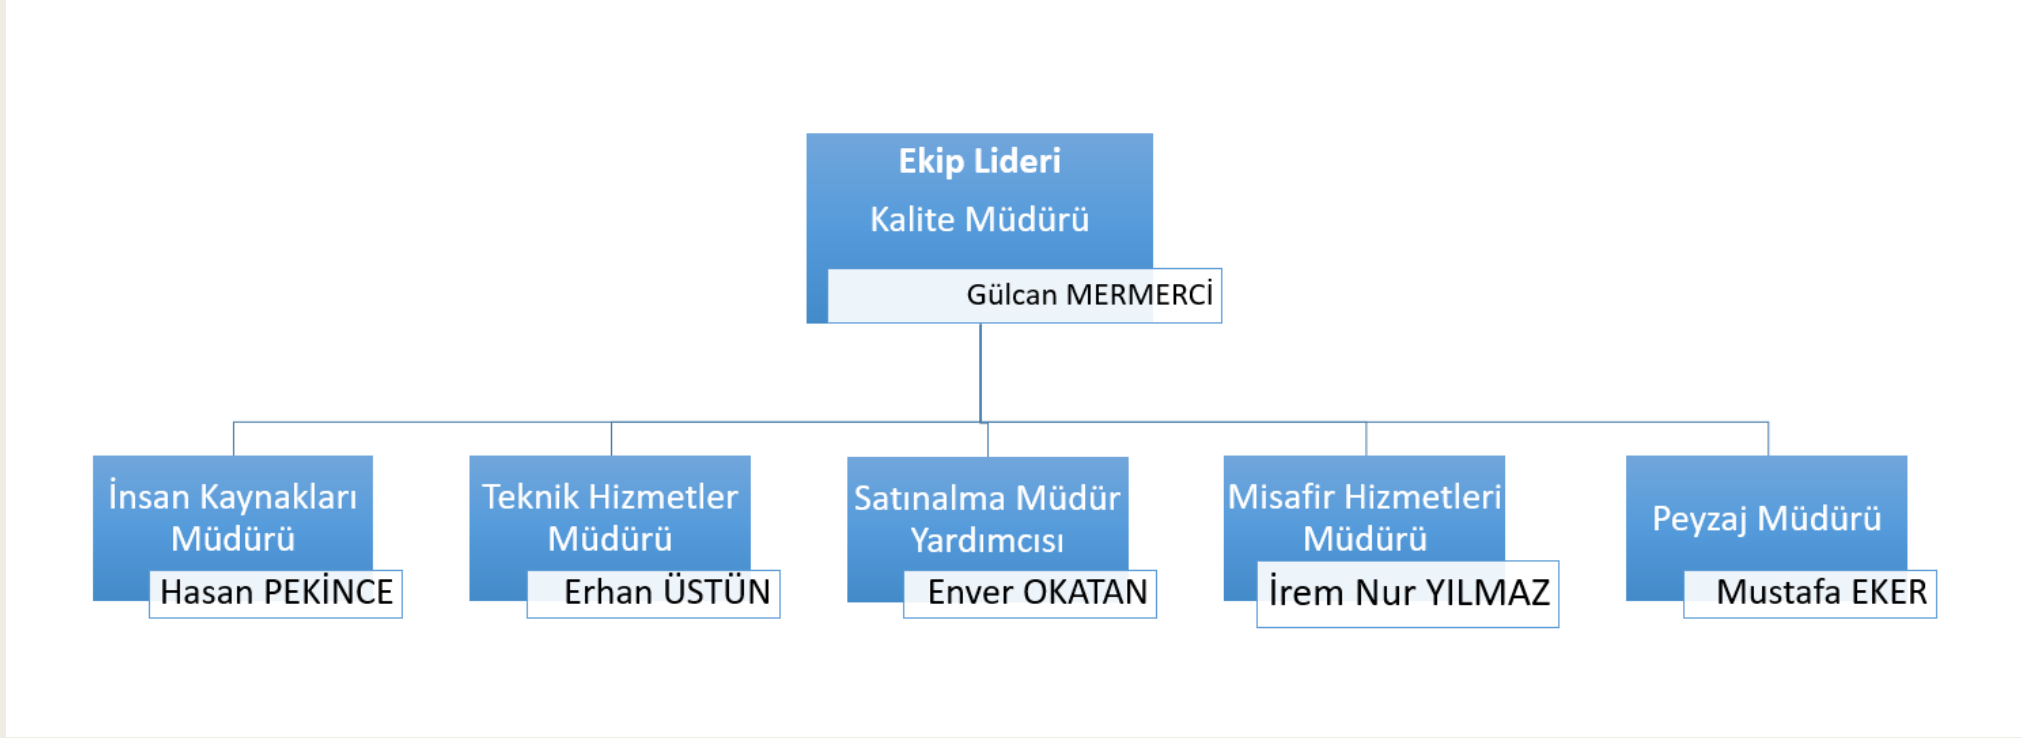 Ekip Lideri
Kalite Müdürü
Gülcan MERMERCİ
İnsan Kaynakları
Müdürü
Hasan PEKİNCE
Teknik Hizmetler
Müdürü
Erhan ÜSTÜN
Satınalma Müdür
Yardımcısı
Enver OKATAN
Misafir Hizmetleri
Müdürü
İrem Nur YILMAZ
Peyzaj Müdürü
Mustafa EKER